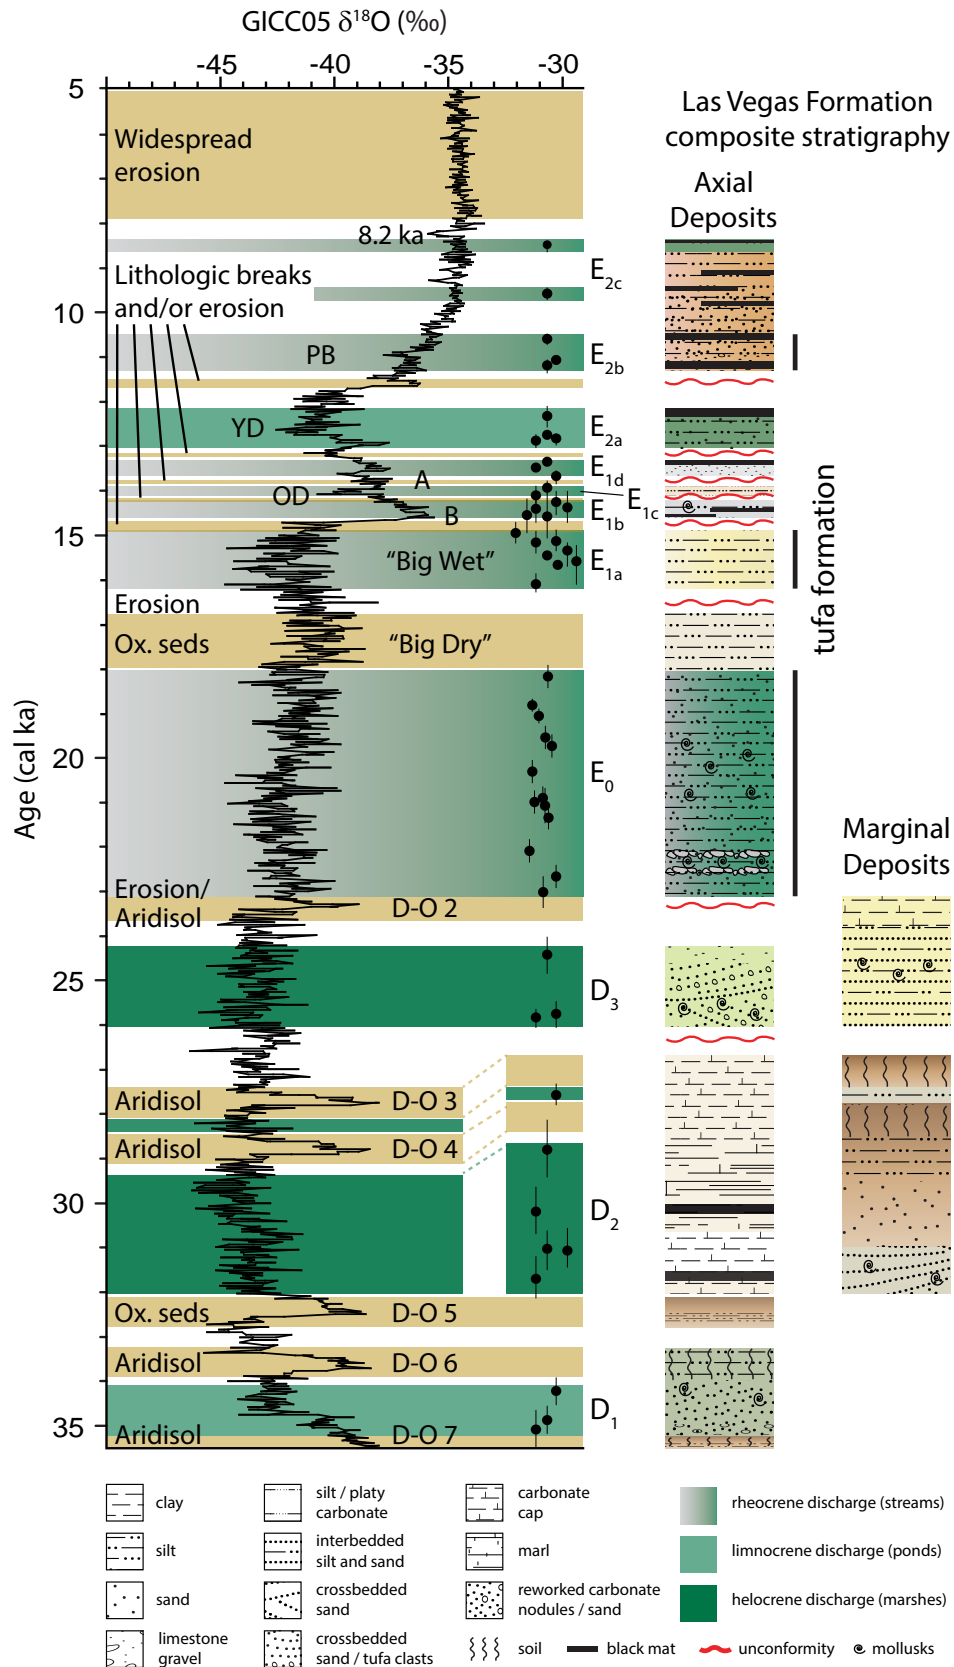 GICC05 δ18O (‰)
-45 -40 -35 -30
Las Vegas Formation
composite stratigraphy
Axial
Deposits
Marginal
Deposits
tufa formation
Age (cal ka)
5
10
15
20
25
30
35
Widespread
erosion
8.2 ka
E2c
Lithologic breaks
and/or erosion
PB
E2b
YD
E2a
A
E1d
OD
E1c
B
E1b
"Big Wet"
E1a
Erosion
Ox. seds
"Big Dry"
E0
Erosion/
Aridisol
D-O 2
D3
Aridisol
D-O 3
Aridisol
D-O 4
D2
Ox. seds
D-O 5
Aridisol
D-O 6
D1
Aridisol
D-O 7
clay
silt
sand
limestone
gravel
silt / platy
carbonate
interbedded
silt and sand
crossbedded
sand
crossbedded
sand / tufa clasts
carbonate
cap
marl
reworked carbonate
nodules / sand
soil
black mat
unconformity
mollusks
rheocrene discharge (streams)
limnocrene discharge (ponds)
helocrene discharge (marshes)